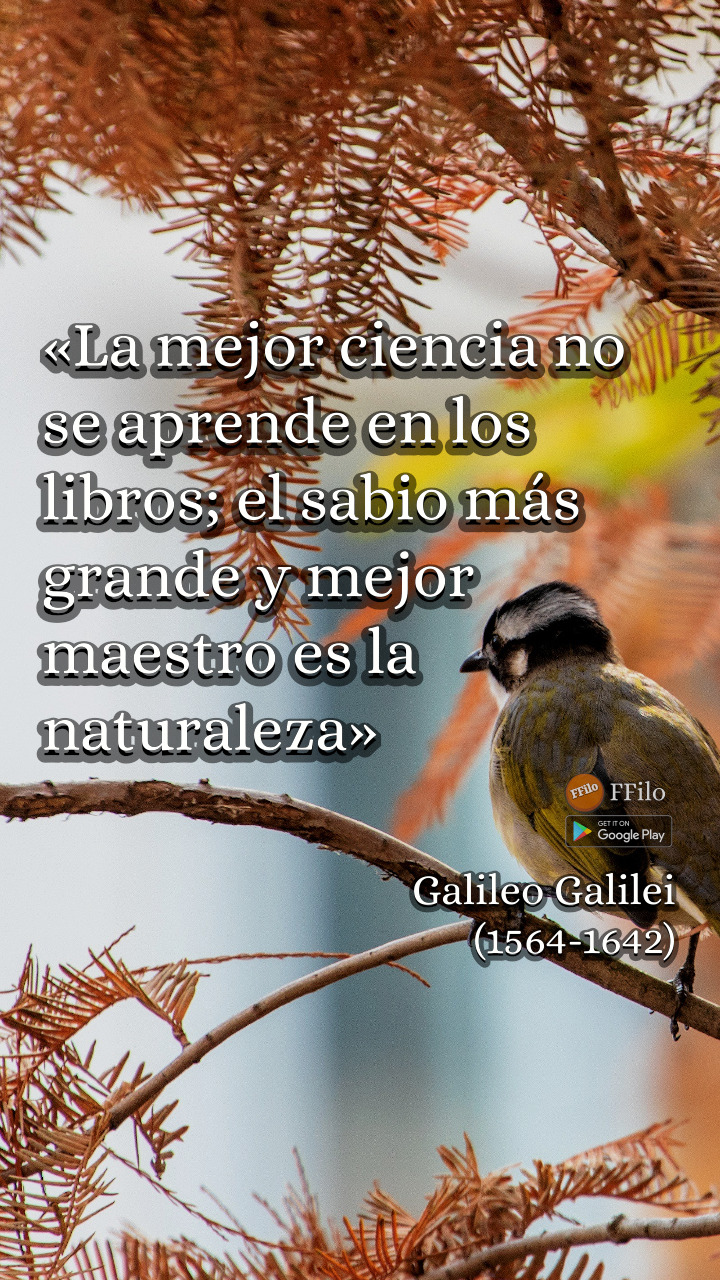 «La mejor ciencia no
se aprende en los
libros; el sabio más
grande y mejor
maestro es la
naturaleza»
FFilo FFilo
GET IT ON
Google Play
Galileo Galilei
(1564-1642)